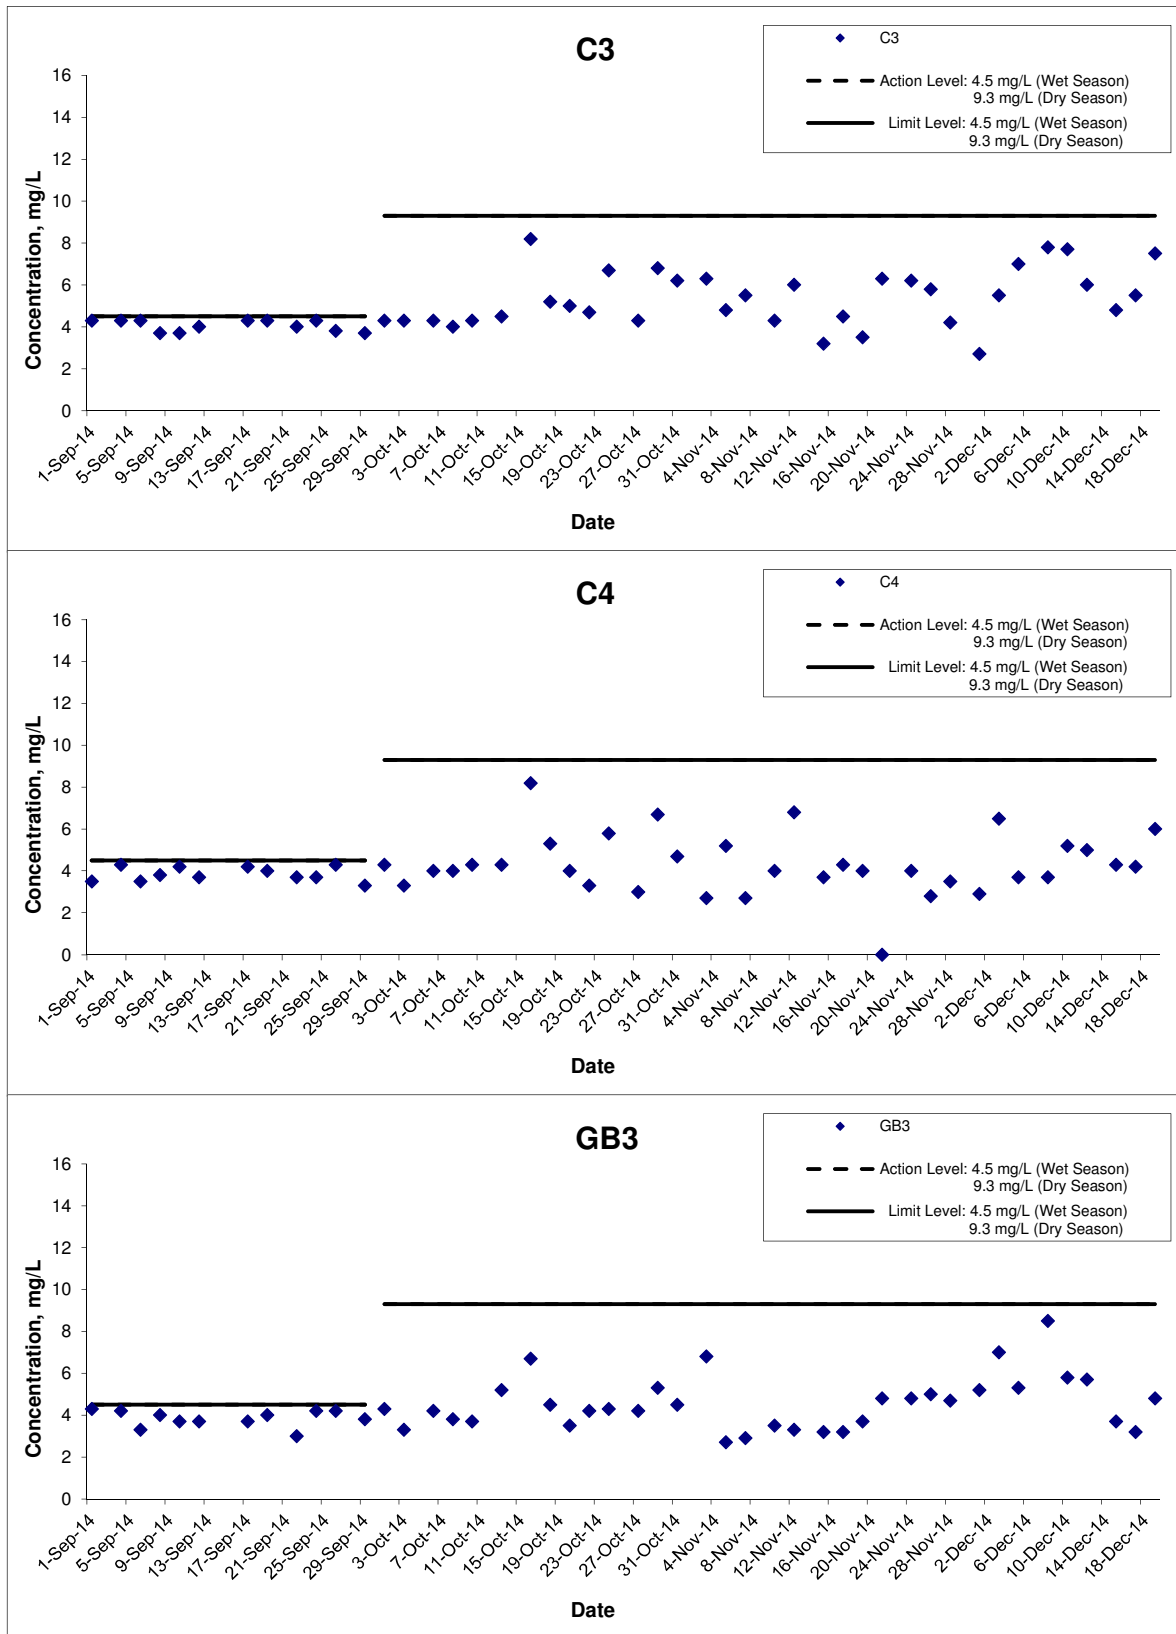 C3
C3
Action Level: 4.5 mg/L (Wet Season)
9.3 mg/L (Dry Season)
Limit Level: 4.5 mg/L (Wet Season)
9.3 mg/L (Dry Season)
Concentration, mg/L
16
14
12
10
8
6
4
2
0
1-Sep-14
5-Sep-14
9-Sep-14
13-Sep-14
17-Sep-14
21-Sep-14
25-Sep-14
29-Sep-14
3-Oct-14
7-Oct-14
11-Oct-14
15-Oct-14
19-Oct-14
23-Oct-14
27-Oct-14
31-Oct-14
4-Nov-14
8-Nov-14
12-Nov-14
16-Nov-14
20-Nov-14
24-Nov-14
28-Nov-14
2-Dec-14
6-Dec-14
10-Dec-14
14-Dec-14
18-Dec-14
Date
C4
C4
Action Level: 4.5 mg/L (Wet Season)
9.3 mg/L (Dry Season)
Limit Level: 4.5 mg/L (Wet Season)
9.3 mg/L (Dry Season)
Concentration, mg/L
16
14
12
10
8
6
4
2
0
1-Sep-14
5-Sep-14
9-Sep-14
13-Sep-14
17-Sep-14
21-Sep-14
25-Sep-14
29-Sep-14
3-Oct-14
7-Oct-14
11-Oct-14
15-Oct-14
19-Oct-14
23-Oct-14
27-Oct-14
31-Oct-14
4-Nov-14
8-Nov-14
12-Nov-14
16-Nov-14
20-Nov-14
24-Nov-14
28-Nov-14
2-Dec-14
6-Dec-14
10-Dec-14
14-Dec-14
18-Dec-14
Date
GB3
GB3
Action Level: 4.5 mg/L (Wet Season)
9.3 mg/L (Dry Season)
Limit Level: 4.5 mg/L (Wet Season)
9.3 mg/L (Dry Season)
Concentration, mg/L
16
14
12
10
8
6
4
2
0
1-Sep-14
5-Sep-14
9-Sep-14
13-Sep-14
17-Sep-14
21-Sep-14
25-Sep-14
29-Sep-14
3-Oct-14
7-Oct-14
11-Oct-14
15-Oct-14
19-Oct-14
23-Oct-14
27-Oct-14
31-Oct-14
4-Nov-14
8-Nov-14
12-Nov-14
16-Nov-14
20-Nov-14
24-Nov-14
28-Nov-14
2-Dec-14
6-Dec-14
10-Dec-14
14-Dec-14
18-Dec-14
Date